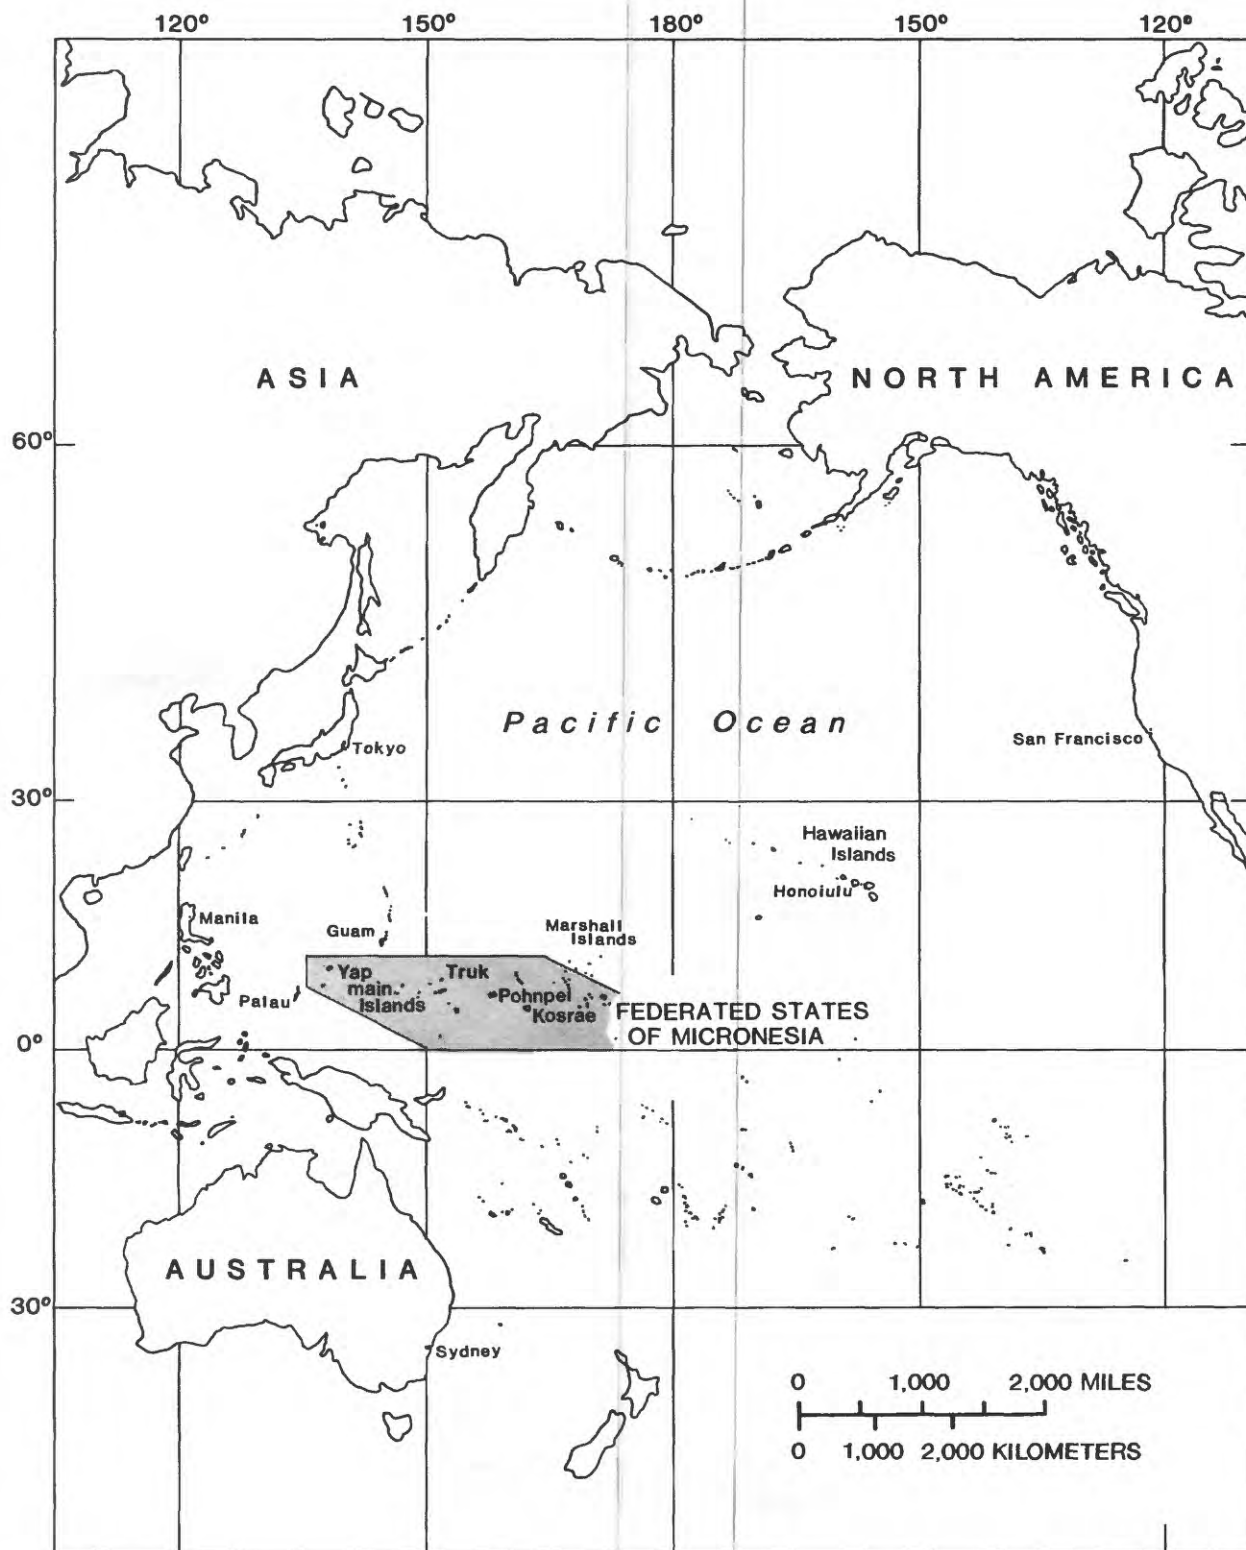 120° 150° 180° 150° 120°
ASIA
NORTH AMERICA
60°
Pacific Ocean
Tokyo
San Francisco
30°
Hawaiian
Islands
Honolulu
Manila
Guam
Marshall
Islands
Yap
main
Islands
Truk
Palau
Pohnpei
Kosrae
FEDERATED STATES
OF MICRONESIA
0°
AUSTRALIA
30°
Sydney
0 1,000 2,000 MILES
0 1,000 2,000 KILOMETERS